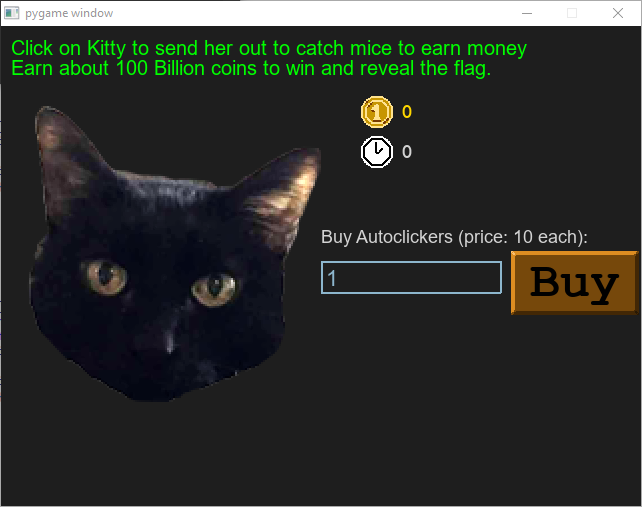 pygame window
Click on Kitty to send her out to catch mice to earn money
Earn about 100 Billion coins to win and reveal the flag.
1 0
0
Buy Autoclickers (price: 10 each):
1
Buy